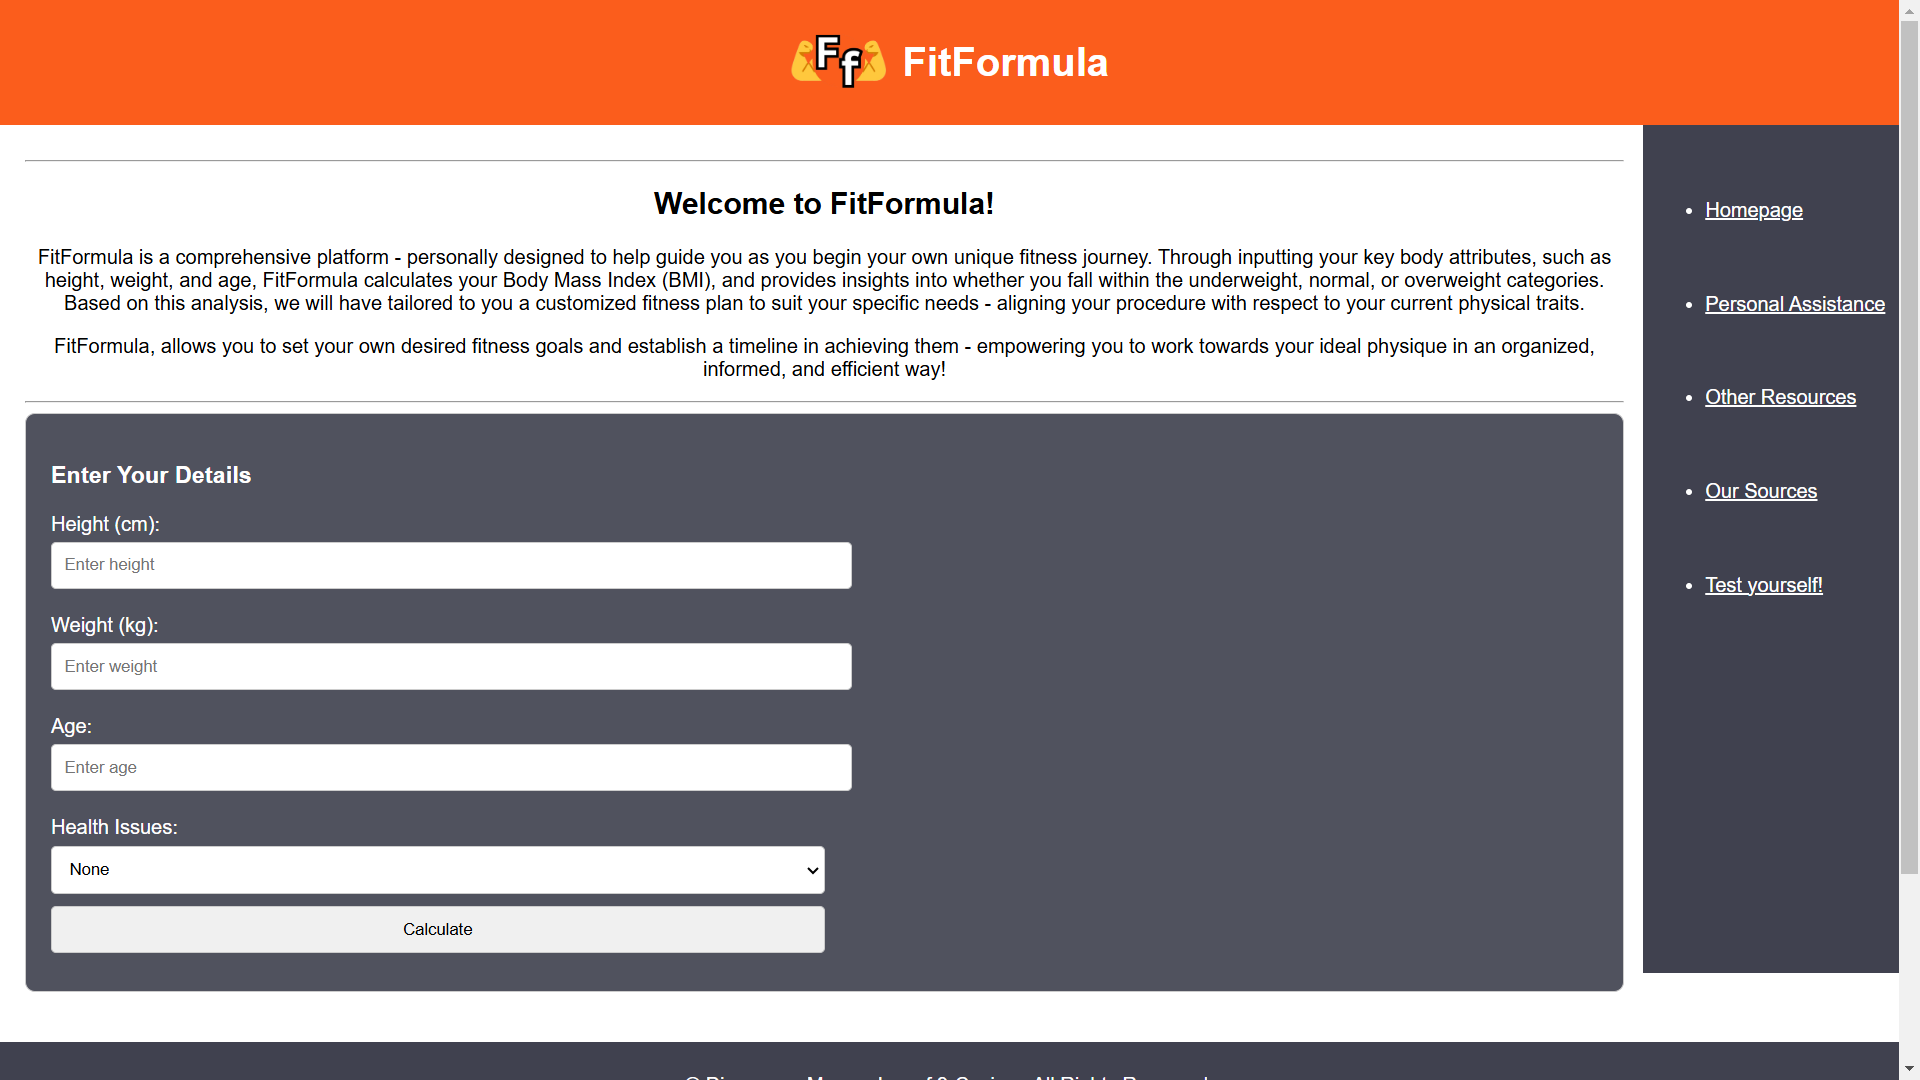 Ff FitFormula
Welcome to FitFormula!
FitFormula is a comprehensive platform - personally designed to help guide you as you begin your own unique fitness journey. Through inputting your key body attributes, such as
height, weight, and age, FitFormula calculates your Body Mass Index (BMI), and provides insights into whether you fall within the underweight, normal, or overweight categories.
Based on this analysis, we will have tailored to you a customized fitness plan to suit your specific needs - aligning your procedure with respect to your current physical traits.
FitFormula, allows you to set your own desired fitness goals and establish a timeline in achieving them - empowering you to work towards your ideal physique in an organized,
informed, and efficient way!
Enter Your Details
Height (cm):
Enter height
Weight (kg):
Enter weight
Age:
Enter age
Health Issues:
None
Calculate
Homepage
Personal Assistance
Other Resources
Our Sources
Test yourself!